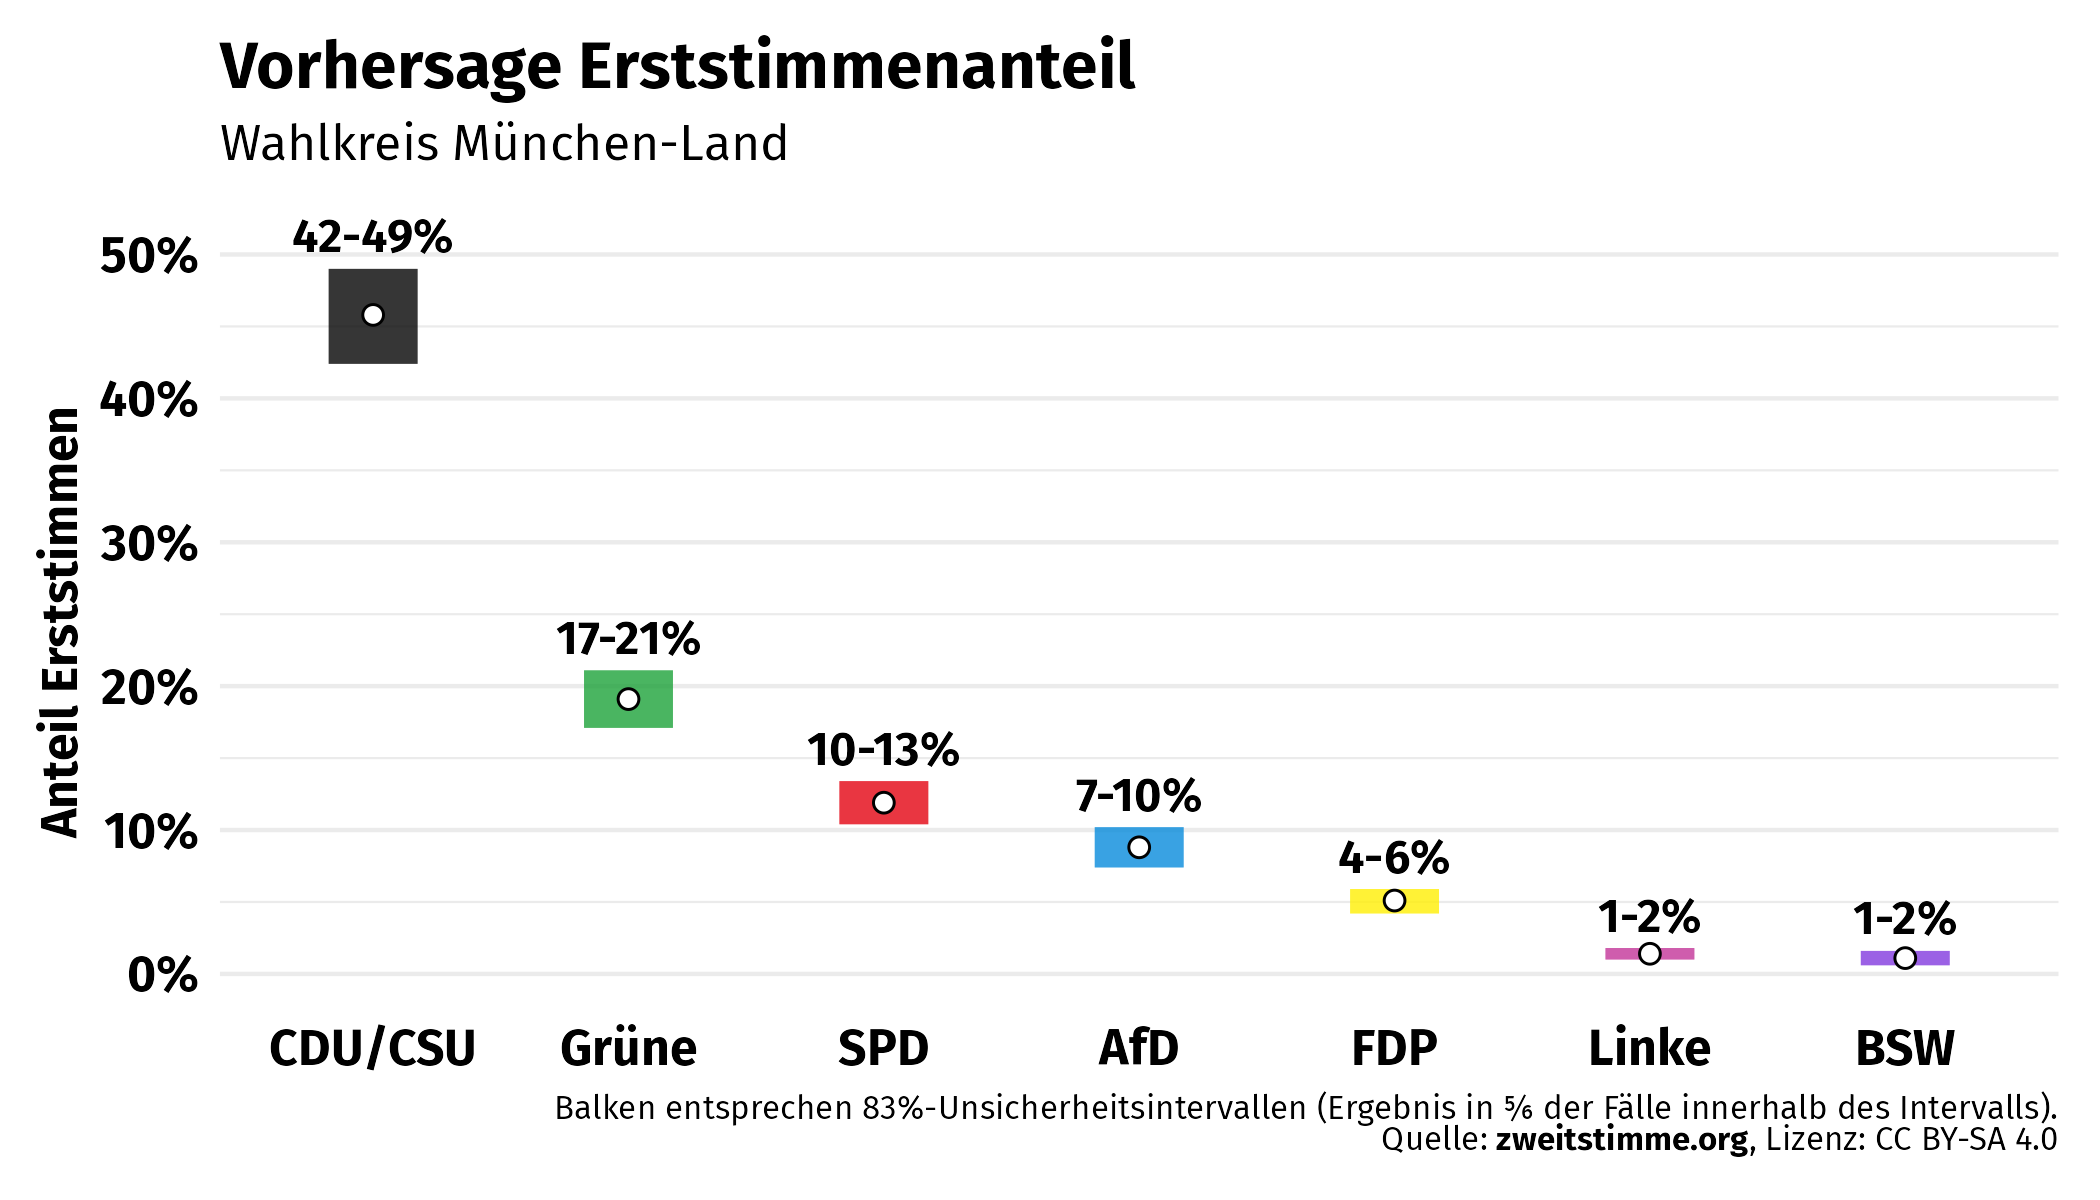 Vorhersage Erststimmenanteil
Wahlkreis München-Land
Anteil Erststimmen
50%
40%
30%
20%
10%
0%
42-49%
17-21%
10-13%
7-10%
4-6%
1-2%
1-2%
CDU/CSU Grüne SPD AfD FDP Linke BSW
Balken entsprechen 83%-Unsicherheitsintervallen (Ergebnis in ⅚ der Fälle innerhalb des Intervalls).
Quelle: zweitstimme.org, Lizenz: CC BY-SA 4.0